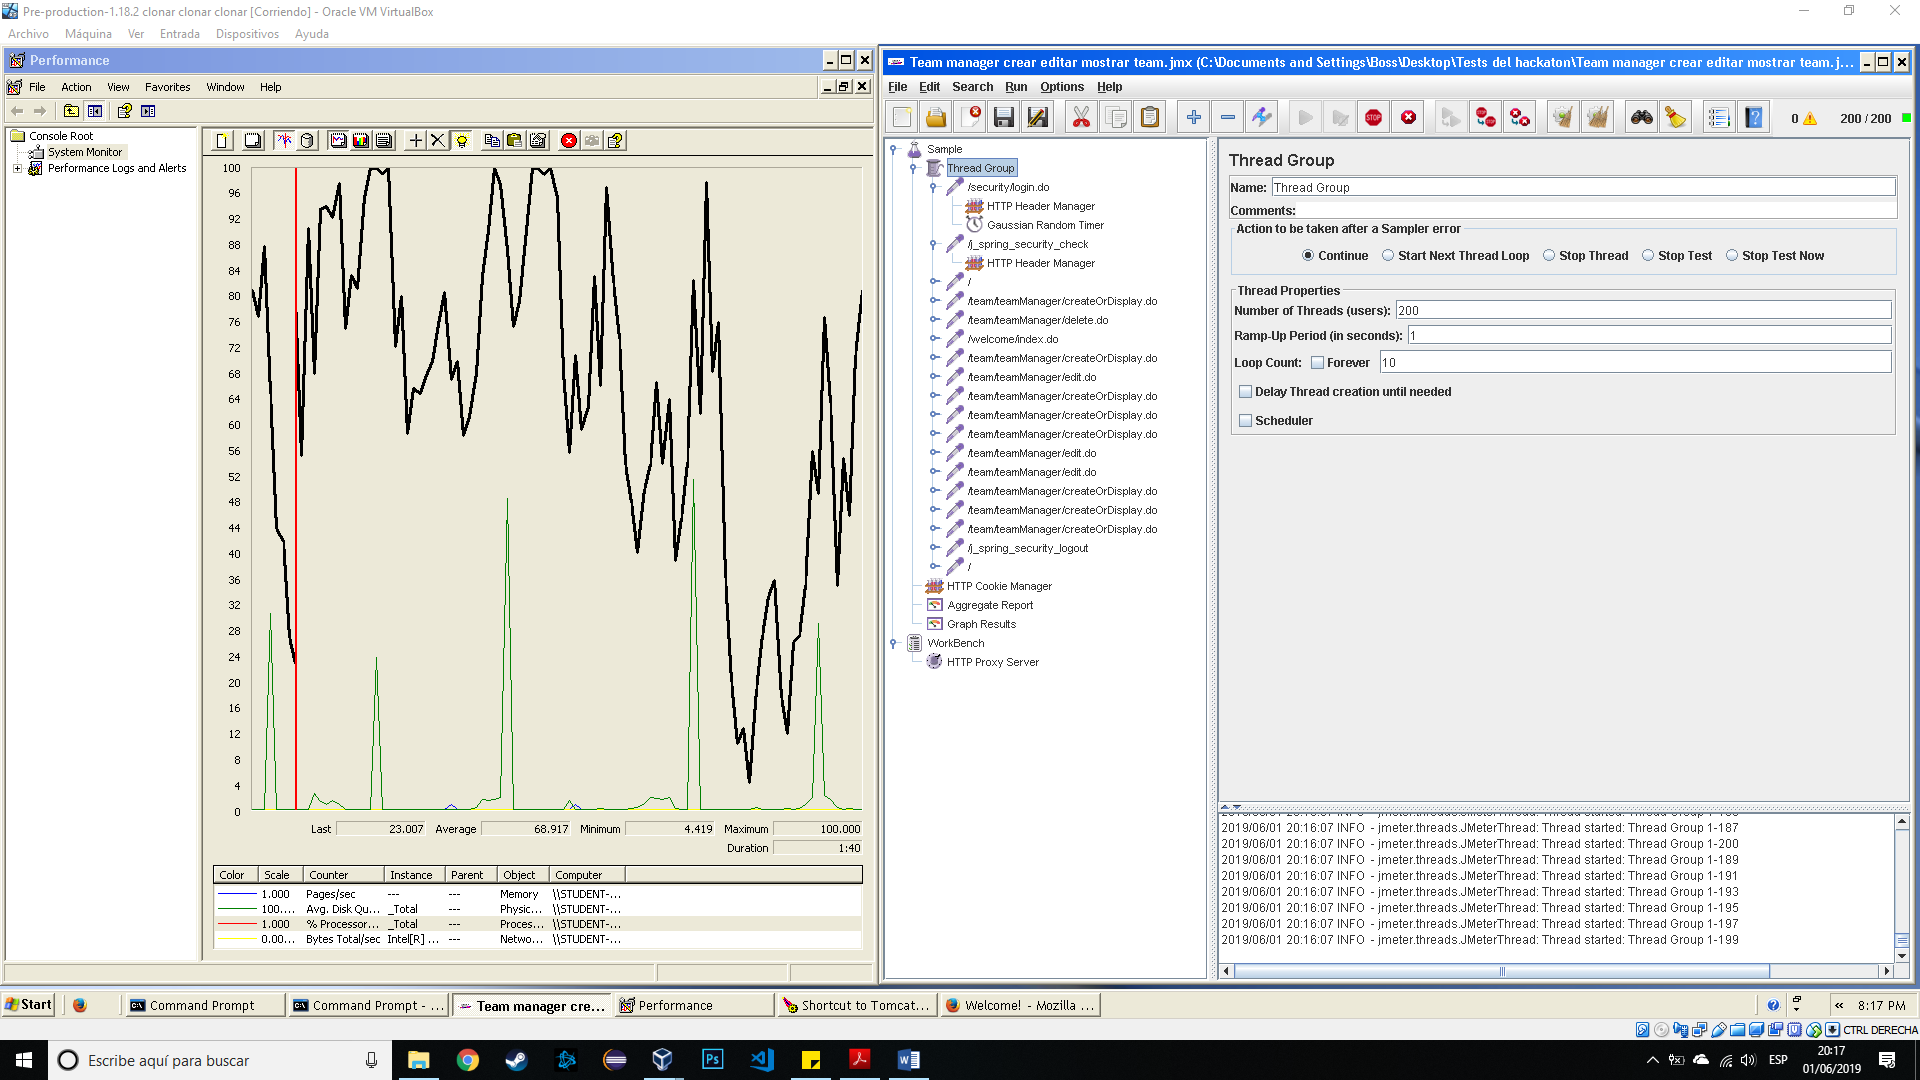 Pre-production-1.18.2 clonar clonar clonar [Corriendo] - Oracle VM VirtualBox
Archivo Máquina Ver Entrada Dispositivos Ayuda
Performance
File Action View Favorites Window Help
Console Root
System Monitor
Performance Logs and Alerts
100
96
92
88
84
80
76
72
68
64
60
56
52
48
44
40
36
32
28
24
20
16
12
8
4
0
Last 23.007 Average 68.917 Minimum 4.419 Maximum 100.000
Duration 1:40
Color Scale Counter Instance Parent Object Computer
1.000 Pages/sec --- --- Memory \\STUDENT-...
100.... Avg. Disk Qu... _Total --- Physic... \\STUDENT-...
1.000 % Processor... _Total --- Proces... \\STUDENT-...
0.00... Bytes Total/sec Intel[R] ... --- Netwo... \\STUDENT-...
Team manager crear editar mostrar team.jmx (C:\Documents and Settings\Boss\Desktop\Tests del hackaton\Team manager crear editar mostrar team.j...
File Edit Search Run Options Help
STOP
0 200 / 200
Sample
Thread Group
/security/login.do
HTTP Header Manager
Gaussian Random Timer
/j_spring_security_check
HTTP Header Manager
/
/team/teamManager/createOrDisplay.do
/team/teamManager/delete.do
/welcome/index.do
/team/teamManager/createOrDisplay.do
/team/teamManager/edit.do
/team/teamManager/createOrDisplay.do
/team/teamManager/createOrDisplay.do
/team/teamManager/createOrDisplay.do
/team/teamManager/edit.do
/team/teamManager/edit.do
/team/teamManager/createOrDisplay.do
/team/teamManager/createOrDisplay.do
/team/teamManager/createOrDisplay.do
/j_spring_security_logout
/
HTTP Cookie Manager
Aggregate Report
Graph Results
WorkBench
HTTP Proxy Server
Thread Group
Name: Thread Group
Comments:
Action to be taken after a Sampler error
Continue Start Next Thread Loop Stop Thread Stop Test Stop Test Now
Thread Properties
Number of Threads (users): 200
Ramp-Up Period (in seconds): 1
Loop Count: Forever 10
Delay Thread creation until needed
Scheduler
2019/06/01 20:16:07 INFO - jmeter.threads.JMeterThread: Thread started: Thread Group 1-187
2019/06/01 20:16:07 INFO - jmeter.threads.JMeterThread: Thread started: Thread Group 1-200
2019/06/01 20:16:07 INFO - jmeter.threads.JMeterThread: Thread started: Thread Group 1-189
2019/06/01 20:16:07 INFO - jmeter.threads.JMeterThread: Thread started: Thread Group 1-191
2019/06/01 20:16:07 INFO - jmeter.threads.JMeterThread: Thread started: Thread Group 1-193
2019/06/01 20:16:07 INFO - jmeter.threads.JMeterThread: Thread started: Thread Group 1-195
2019/06/01 20:16:07 INFO - jmeter.threads.JMeterThread: Thread started: Thread Group 1-197
2019/06/01 20:16:07 INFO - jmeter.threads.JMeterThread: Thread started: Thread Group 1-199
Start Command Prompt Command Prompt - ... Team manager cre... Performance Shortcut to Tomcat... Welcome! - Mozilla ... « 8:17 PM
CTRL DERECHA
Escribe aquí para buscar
Ps
ESP
20:17
01/06/2019